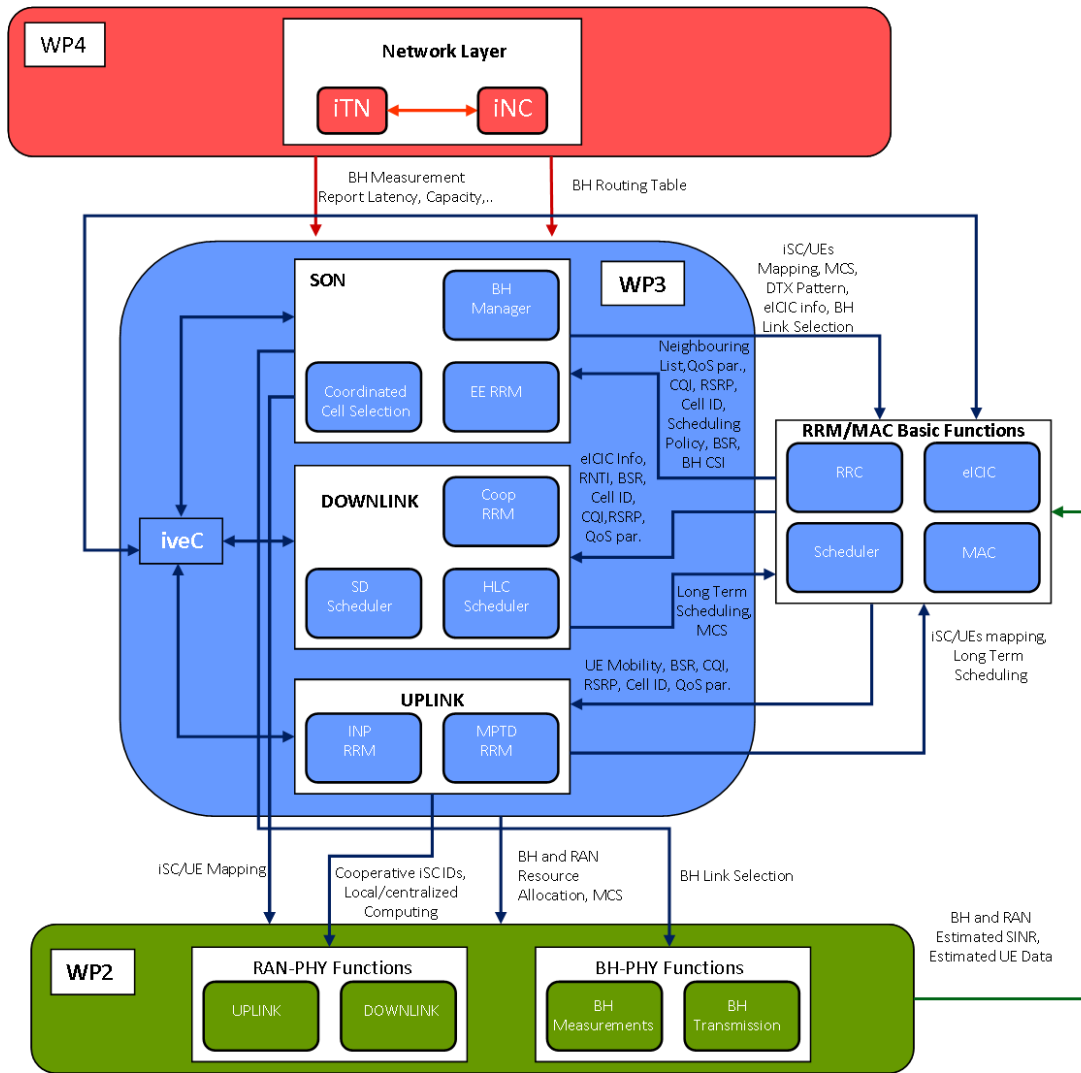 WP4
Network Layer
iTN
iNC
BH Measurement
Report Latency, Capacity,..
BH Routing Table
WP3
SON
BH
Manager
Coordinated
Cell Selection
EE RRM
iSC/UEs
Mapping, MCS,
DTX Pattern,
eICIC info, BH
Link Selection
Neighbouring
List,QoS par.,
CQI, RSRP,
Cell ID,
Scheduling
Policy, BSR,
BH CSI
RRM/MAC Basic Functions
RRC
eICIC
Scheduler
MAC
eICIC Info,
RNTI, BSR,
Cell ID,
CQI,RSRP,
QoS par.
DOWNLINK
Coop
RRM
SD
Scheduler
HLC
Scheduler
iveC
Long Term
Scheduling,
MCS
iSC/UEs mapping,
Long Term
Scheduling
UE Mobility, BSR, CQI,
RSRP, Cell ID, QoS par.
UPLINK
INP
RRM
MPTD
RRM
iSC/UE Mapping
Cooperative iSC IDs,
Local/centralized
Computing
BH and RAN
Resource
Allocation, MCS
BH Link Selection
BH and RAN
Estimated SINR,
Estimated UE Data
WP2
RAN-PHY Functions
UPLINK
DOWNLINK
BH-PHY Functions
BH
Measurements
BH
Transmission